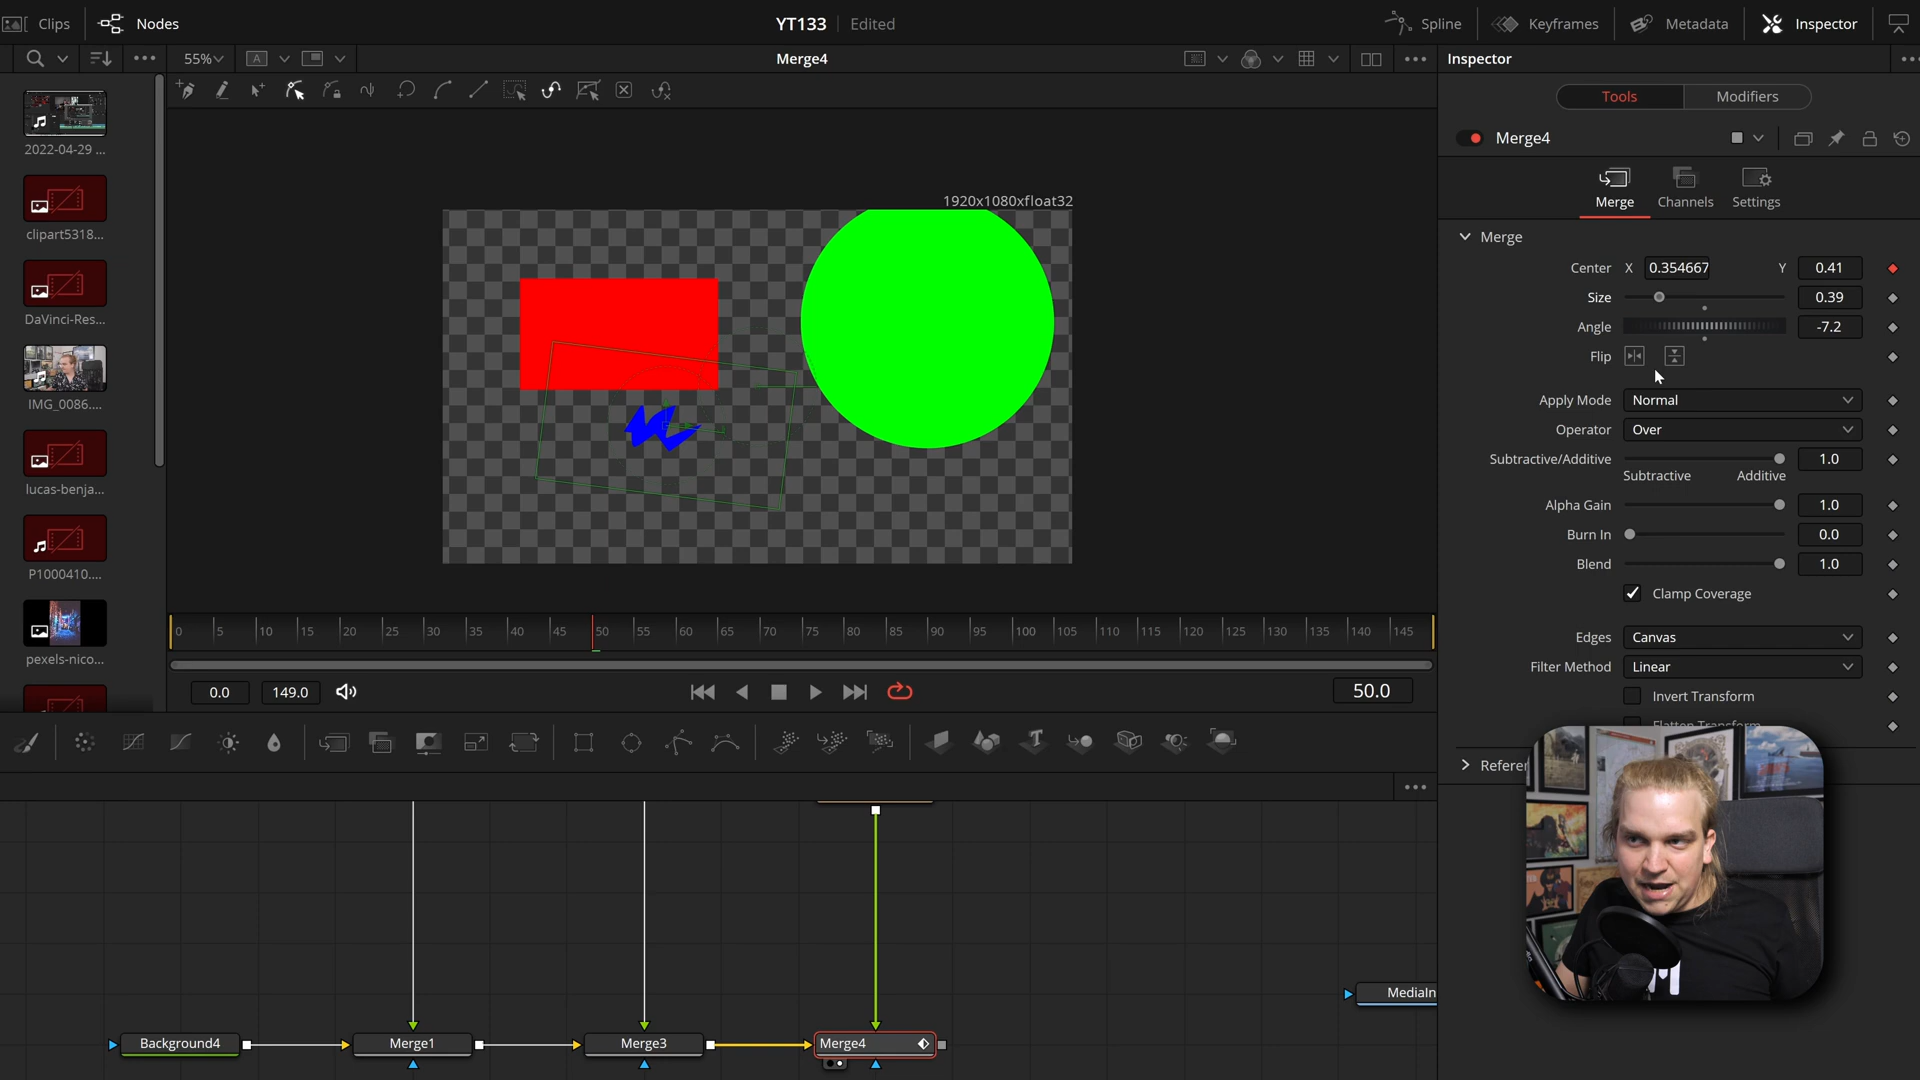 Clips
Nodes
YT133
Edited
Spline
Keyframes
Metadata
Inspector
55%
A
Merge4
Inspector
Tools
Modifiers
2022-04-29 ...
clipart5318...
DaVinci-Res...
IMG_0086....
lucas-benja...
P1000410....
pexels-nico...
1920x1080xfloat32
Merge4
Merge
Channels
Settings
Merge
Center X 0.354667 Y 0.41
Size 0.39
Angle -7.2
Flip
Apply Mode Normal
Operator Over
Subtractive/Additive 1.0
Subtractive Additive
Alpha Gain 1.0
Burn In 0.0
Blend 1.0
Clamp Coverage
Edges Canvas
Filter Method Linear
Invert Transform
Flatten Transform
Referen
0 5 10 15 20 25 30 35 40 45 50 55 60 65 70 75 80 85 90 95 100 105 110 115 120 125 130 135 140 145
0.0
149.0
50.0
T
MediaIn
Background4
Merge1
Merge3
Merge4